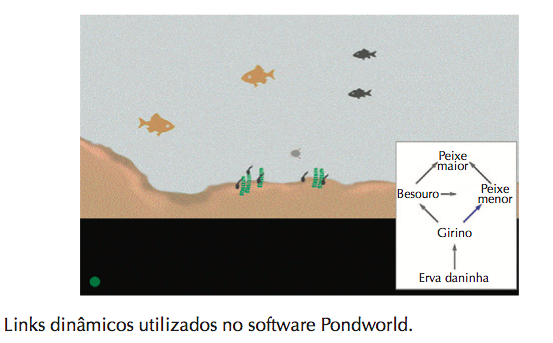 Peixe
maior
Besouro
Peixe
menor
Girino
Erva daninha
Links dinâmicos utilizados no software Pondworld.